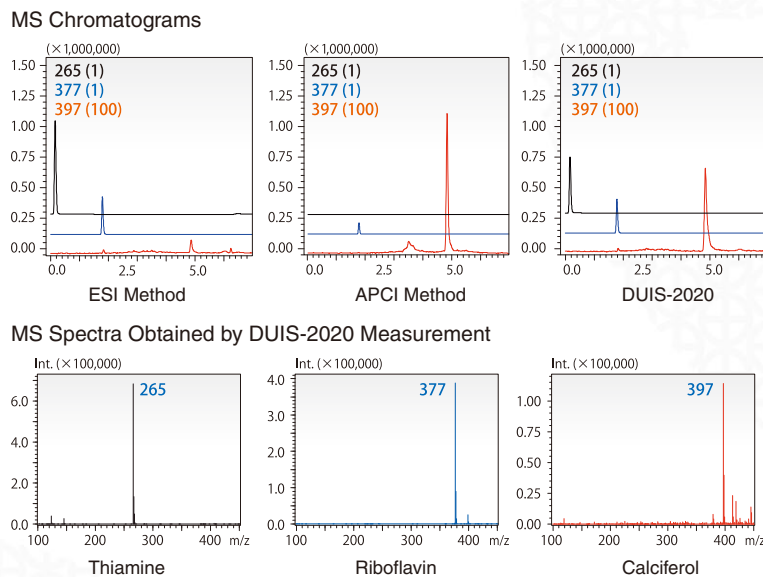 MS Chromatograms
(×1,000,000) (×1,000,000) (×1,000,000)
1.50 1.50 1.50
265 (1) 265 (1) 265 (1)
1.25 377 (1) 1.25 377 (1) 1.25 377 (1)
397 (100) 397 (100) 397 (100)
1.00 1.00 1.00
0.75 0.75 0.75
0.50 0.50 0.50
0.25 0.25 0.25
0.00 0.00 0.00
0.0 2.5 5.0 0.0 2.5 5.0 0.0 2.5 5.0
ESI Method APCI Method DUIS-2020
MS Spectra Obtained by DUIS-2020 Measurement
Int. (×100,000) Int. (×100,000) Int. (×100,000)
265 377 397
6.0 4.0 1.00
4.0 3.0 0.75
2.0 2.0 0.50
1.0 0.25
0.0 0.0 0.00
100 200 300 400 m/z 100 200 300 400 m/z 100 200 300 400 m/z
Thiamine Riboflavin Calciferol